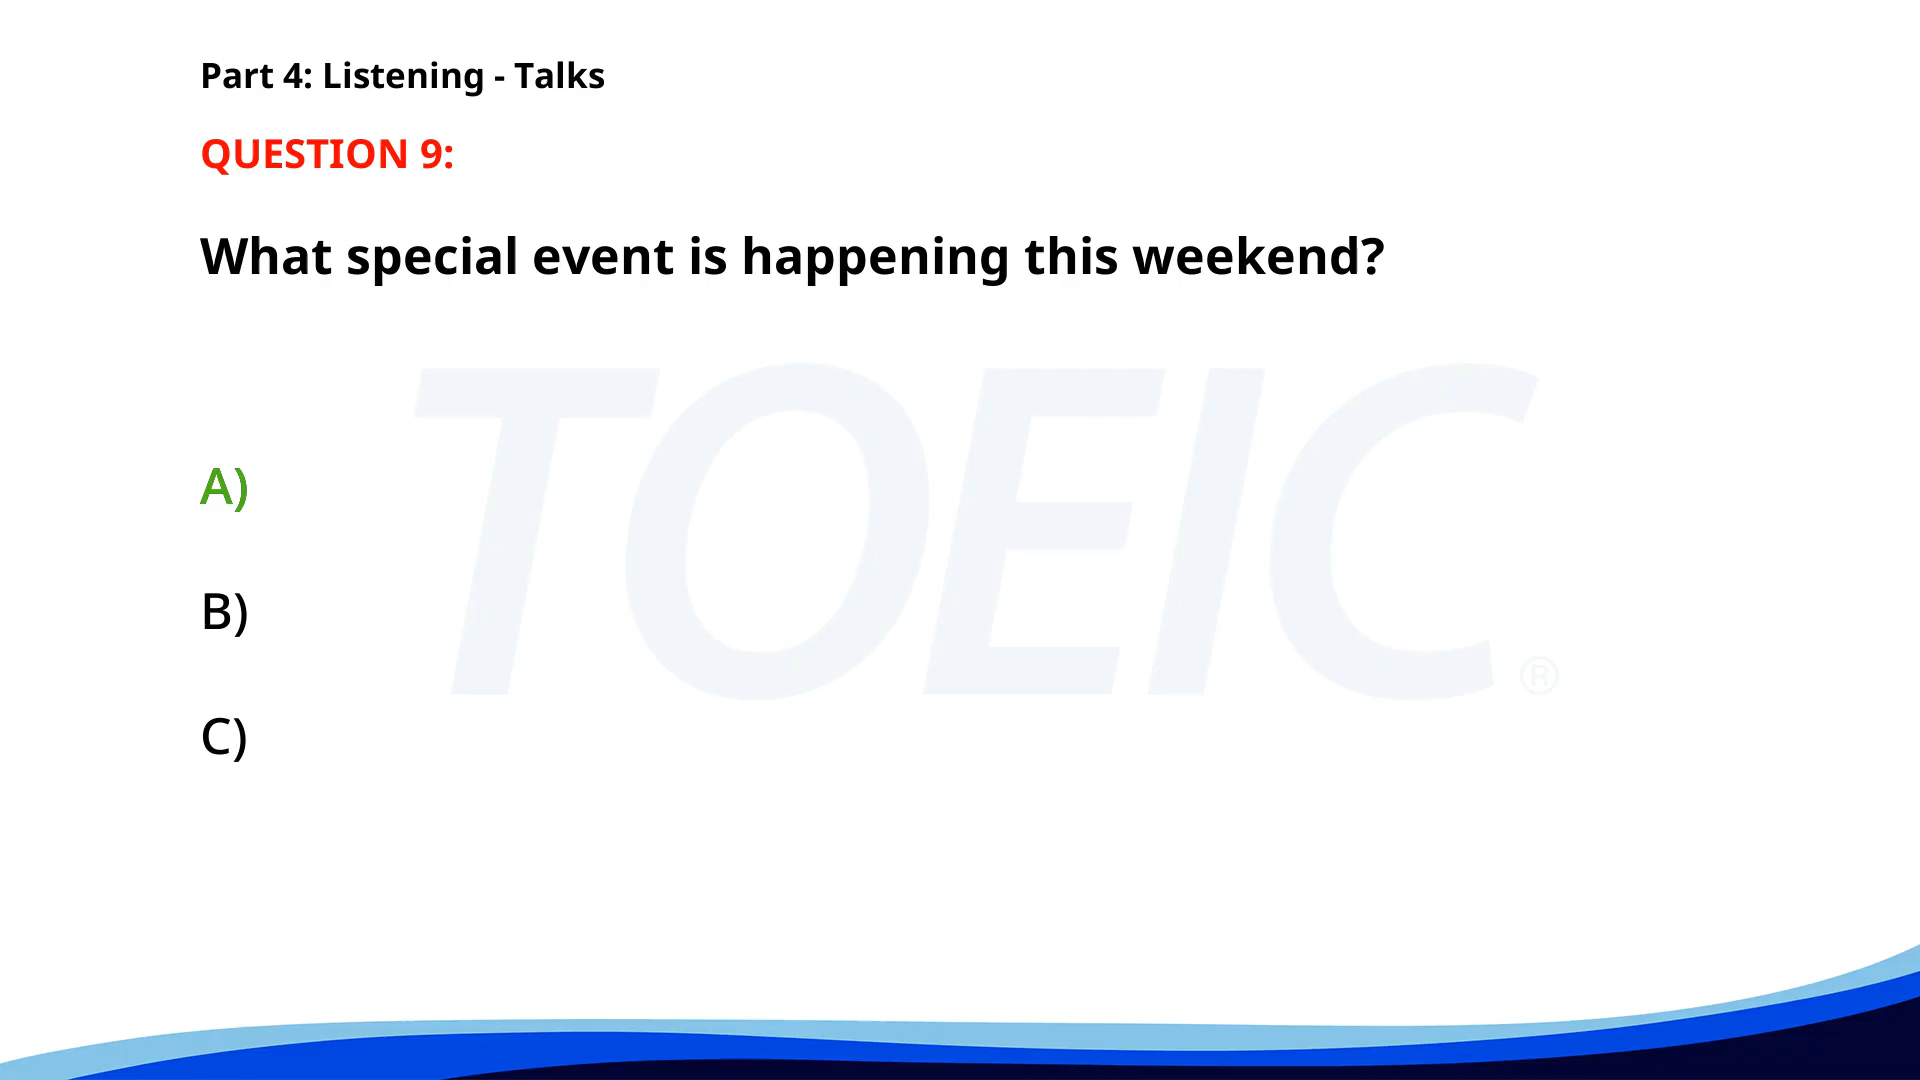 Part 4: Listening - Talks
QUESTION 9:
What special event is happening this weekend?
TOEIC®
A)
B)
C)